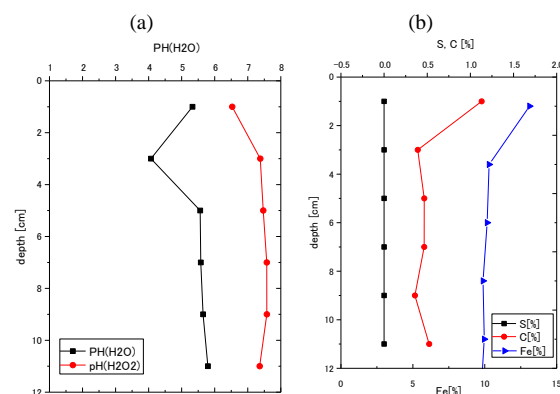 (a)
PH(H2O)
1 2 3 4 5 6 7 8
0
2
4
6
8
10
12
depth [cm]
PH(H2O)
pH(H2O2)
(b)
S, C [%]
-0.5 0.0 0.5 1.0 1.5 2.0
0
2
4
6
8
10
12
depth [cm]
S[%]
C[%]
Fe[%]
0 5 10 15
Fe[%]